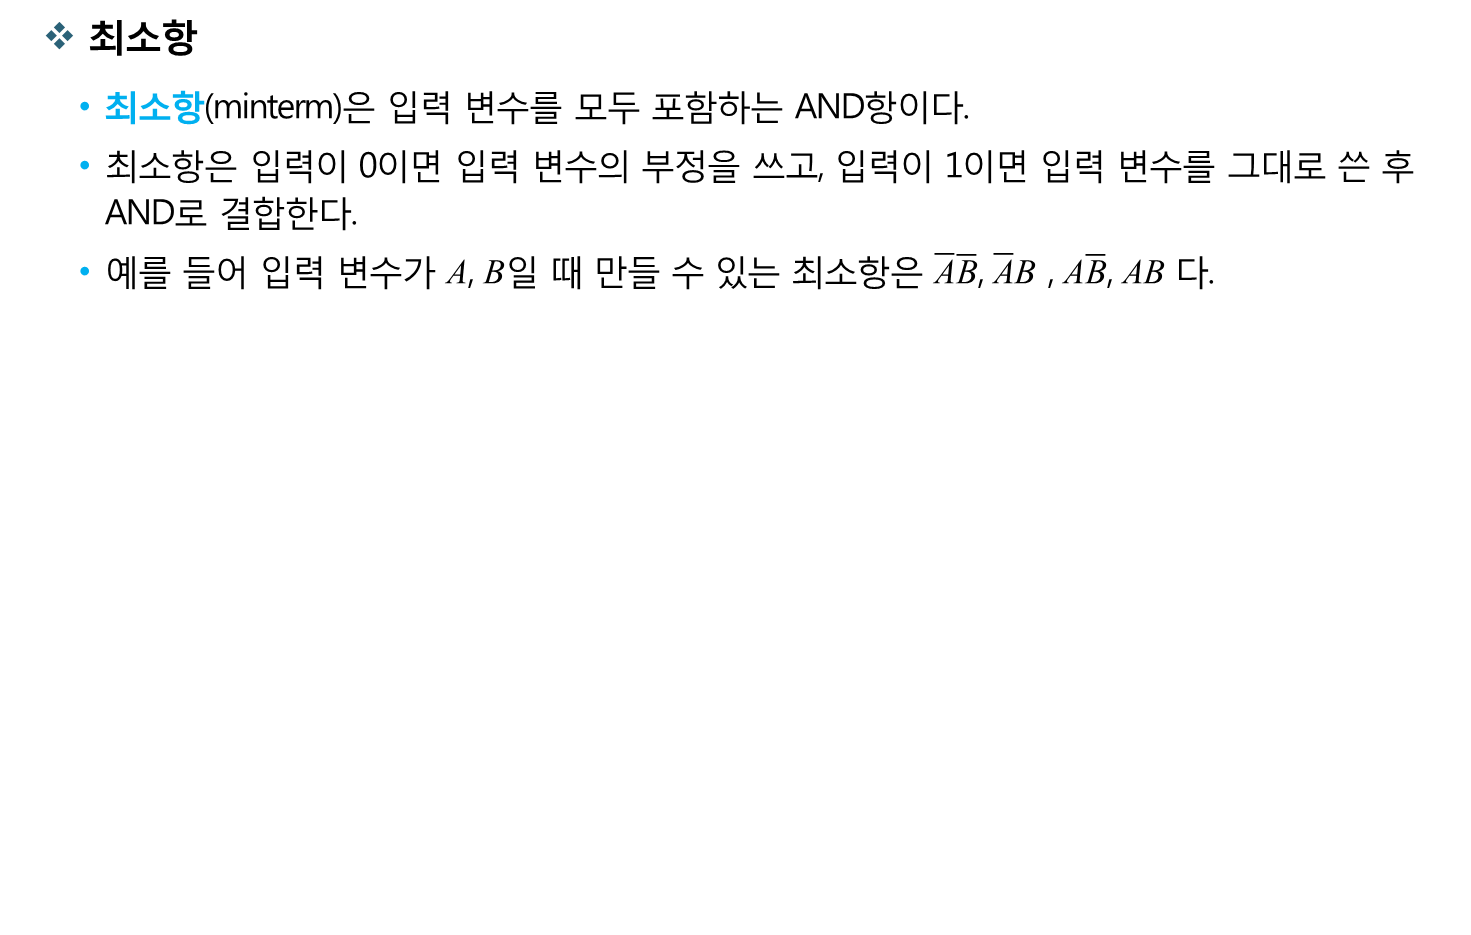 ❖ 최소항
• 최소항(minterm)은 입력 변수를 모두 포함하는 AND항이다.
• 최소항은 입력이 0이면 입력 변수의 부정을 쓰고, 입력이 1이면 입력 변수를 그대로 쓴 후
AND로 결합한다.
• 예를 들어 입력 변수가 A, B일 때 만들 수 있는 최소항은 A̅B̅, A̅B , AB̅, AB 다.